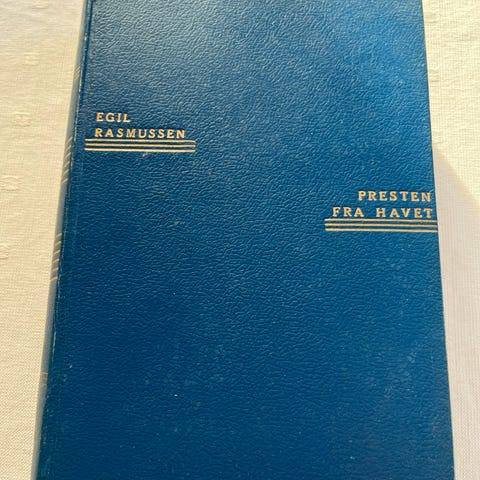 EGIL
RASMUSSEN
PRESTEN
FRA HAVET